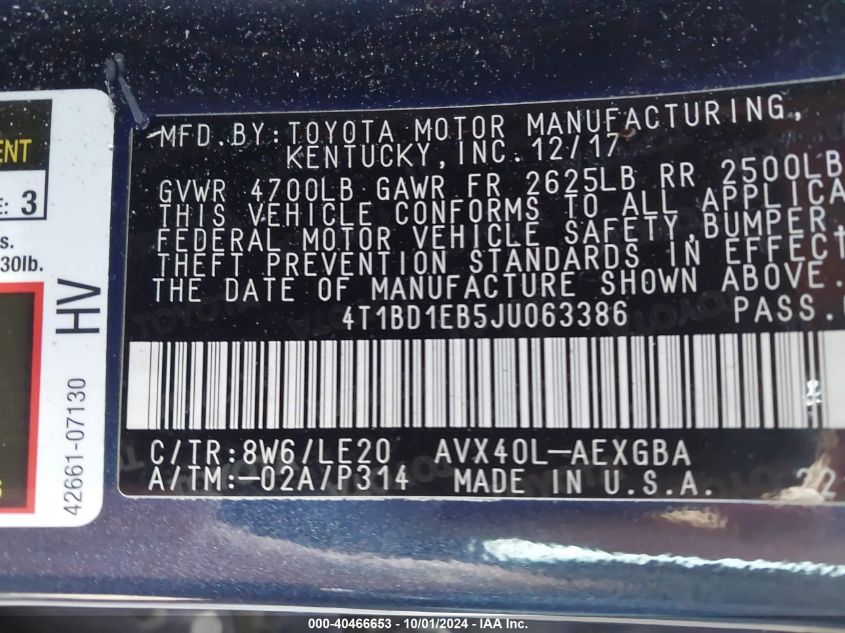 MFD.BY:TOYOTA MOTOR MANUFACTURING,
KENTUCKY,INC. 12/17
GVWR 4700LB GAWR FR 2625LB RR 2500LB
THIS VEHICLE CONFORMS TO ALL APPLICA
FEDERAL MOTOR VEHICLE SAFETY,BUMPER,
THEFT PREVENTION STANDARDS IN EFFECT
THE DATE OF MANUFACTURE SHOWN ABOVE.
4T1BD1EB5JU063386 PASS.
C/TR:8W6/LE20 AVX40L-AEXGBA
A/TM:-02A/P314 MADE IN U.S.A.
ENT
E: 3
s.
30lb.
HV
42661-07130
S
000-40466653 - 10/01/2024 - IAA Inc.